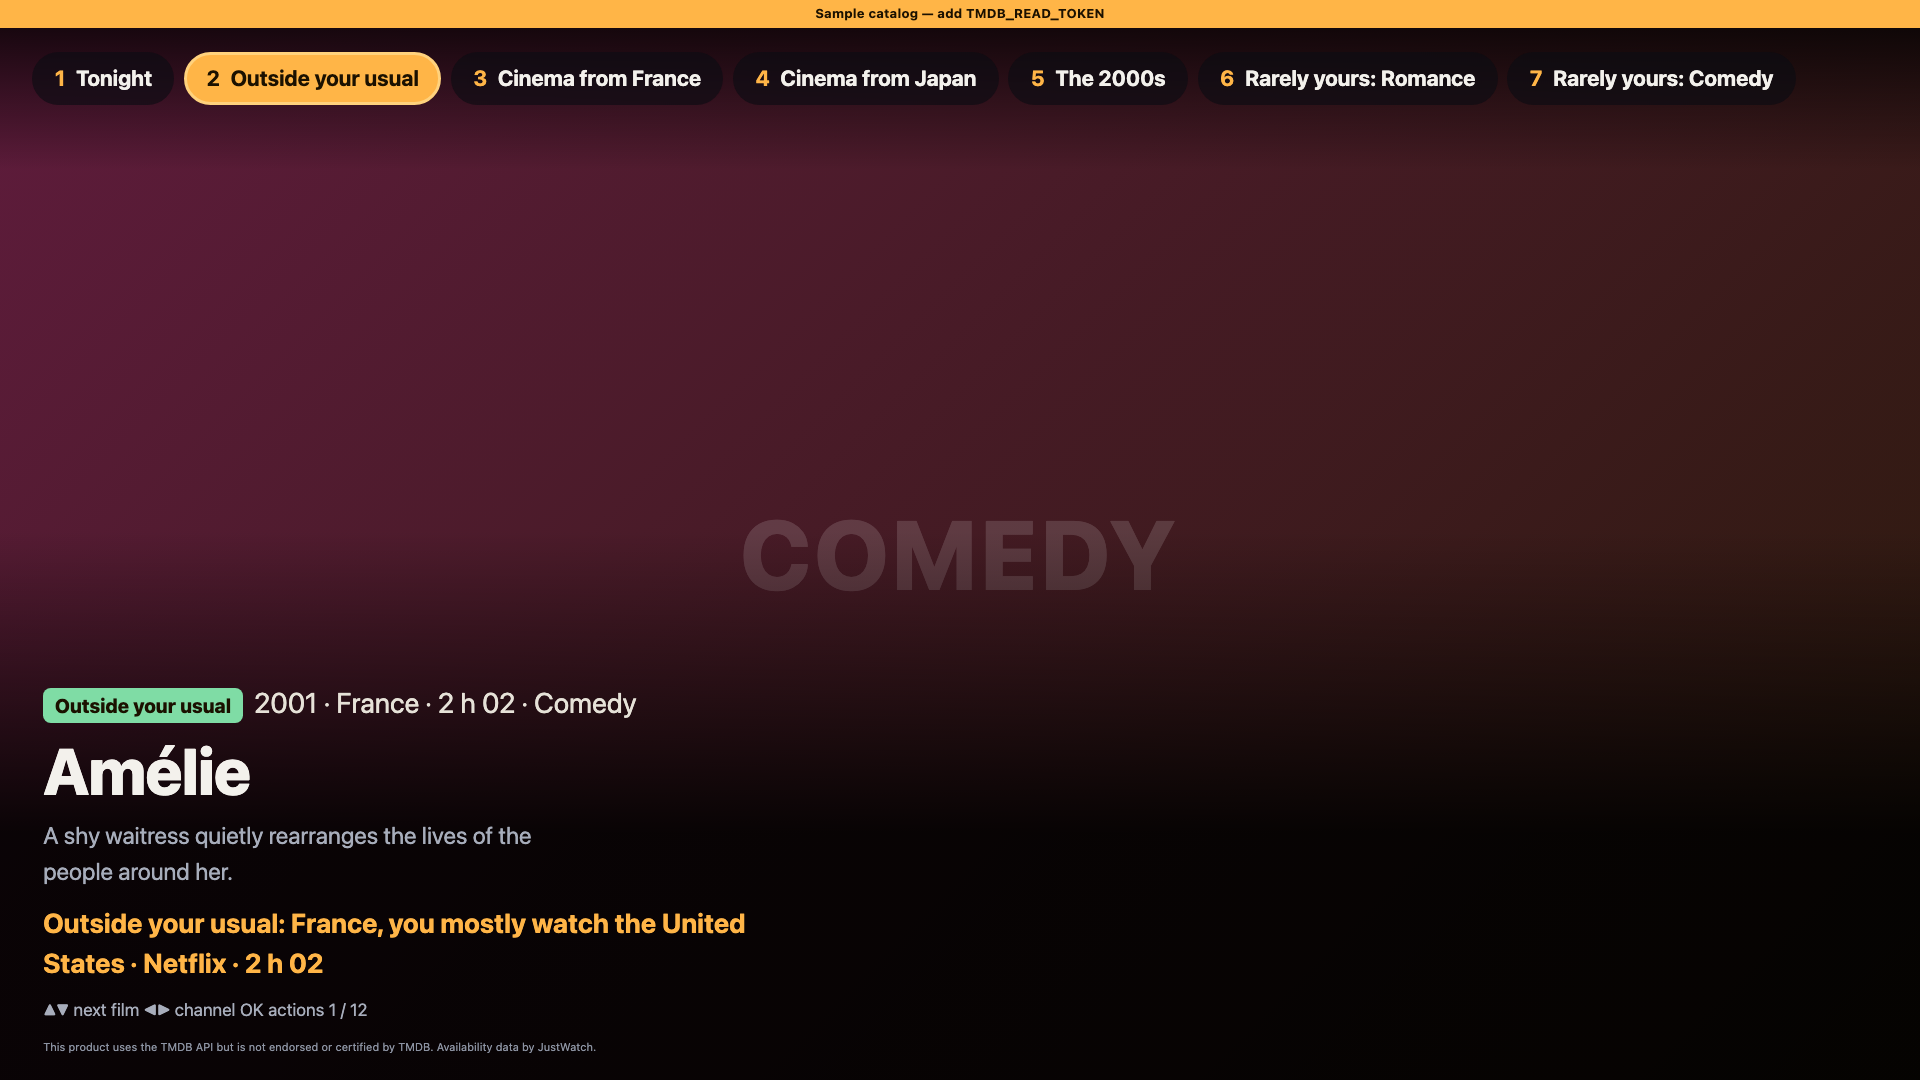 Sample catalog — add TMDB_READ_TOKEN
1 Tonight
2 Outside your usual
3 Cinema from France
4 Cinema from Japan
5 The 2000s
6 Rarely yours: Romance
7 Rarely yours: Comedy
COMEDY
Outside your usual 2001 · France · 2 h 02 · Comedy
Amélie
A shy waitress quietly rearranges the lives of the
people around her.
Outside your usual: France, you mostly watch the United
States · Netflix · 2 h 02
▲▼ next film ◀▶ channel OK actions 1 / 12
This product uses the TMDB API but is not endorsed or certified by TMDB. Availability data by JustWatch.